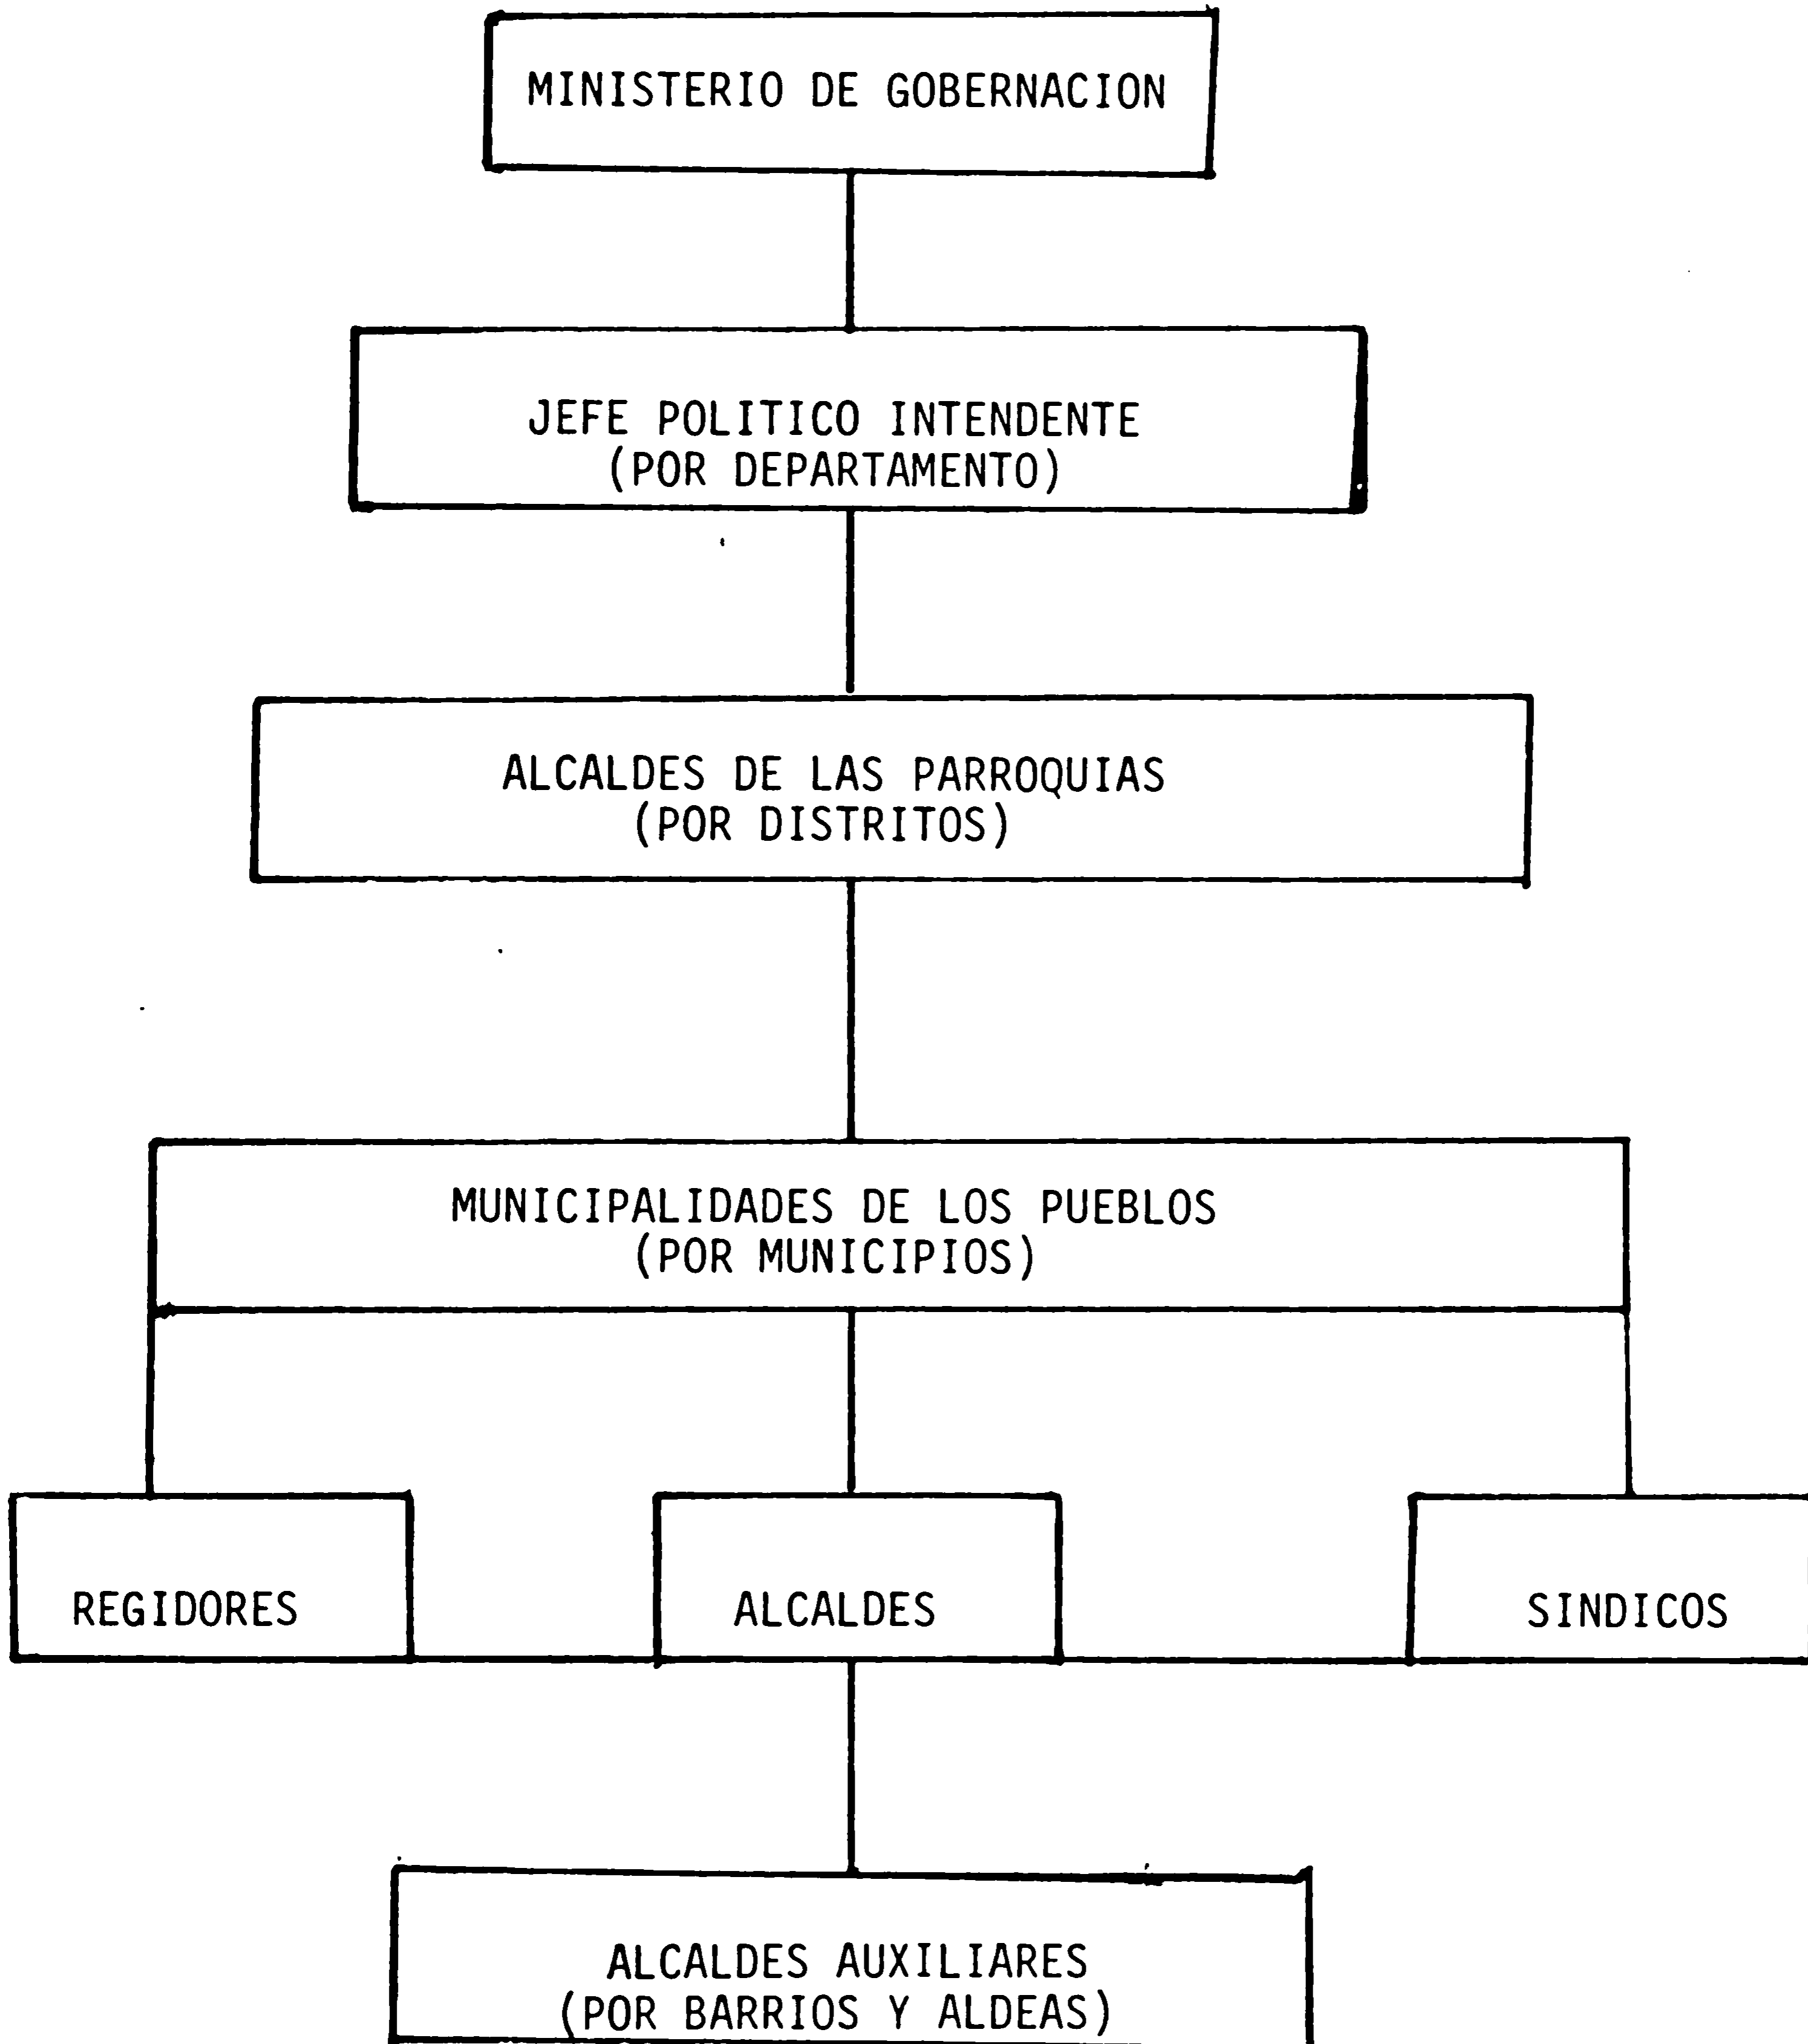 MINISTERIO DE GOBERNACION
JEFE POLITICO INTENDENTE
(POR DEPARTAMENTO)
ALCALDES DE LAS PARROQUIAS
(POR DISTRITOS)
MUNICIPALIDADES DE LOS PUEBLOS
(POR MUNICIPIOS)
REGIDORES
ALCALDES
SINDICOS
ALCALDES AUXILIARES
(POR BARRIOS Y ALDEAS)